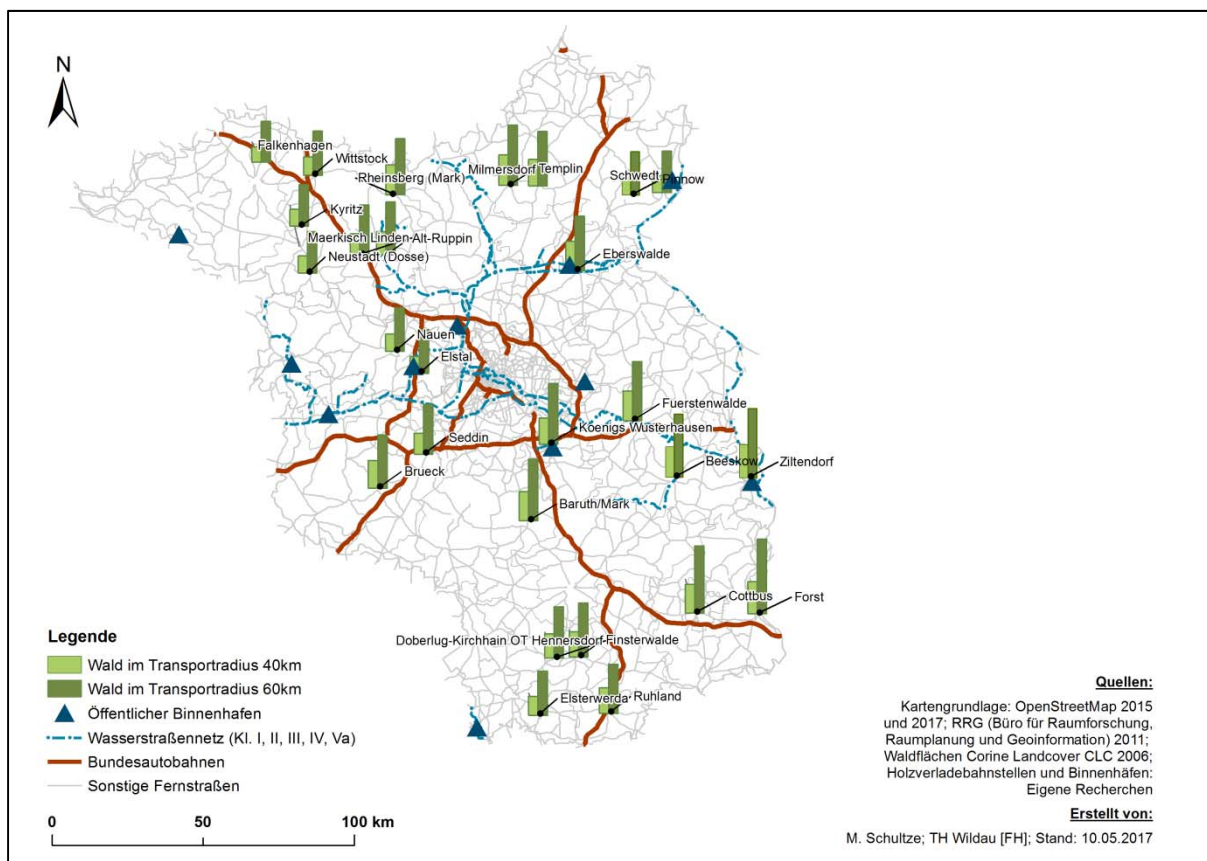 N
Falkenhagen
Wittstock
Rheinsberg (Mark)
Milmersdorf
Templin
Schwedt
Pinnow
Kyritz
Maerkisch Linden
Alt-Ruppin
Neustadt (Dosse)
Eberswalde
Nauen
Elstal
Fuerstenwalde
Koenigs Wusterhausen
Seddin
Beeskow
Ziltendorf
Brueck
Baruth/Mark
Cottbus
Forst
Doberlug-Kirchhain OT Hennersdorf
Finsterwalde
Elsterwerda
Ruhland
Legende
Wald im Transportradius 40km
Wald im Transportradius 60km
Öffentlicher Binnenhafen
Wasserstraßennetz (Kl. I, II, III, IV, Va)
Bundesautobahnen
Sonstige Fernstraßen
0 50 100 km
Quellen:
Kartengrundlage: OpenStreetMap 2015
und 2017; RRG (Büro für Raumforschung,
Raumplanung und Geoinformation) 2011;
Waldflächen Corine Landcover CLC 2006;
Holzverladebahnstellen und Binnenhäfen:
Eigene Recherchen
Erstellt von:
M. Schultze; TH Wildau [FH]; Stand: 10.05.2017